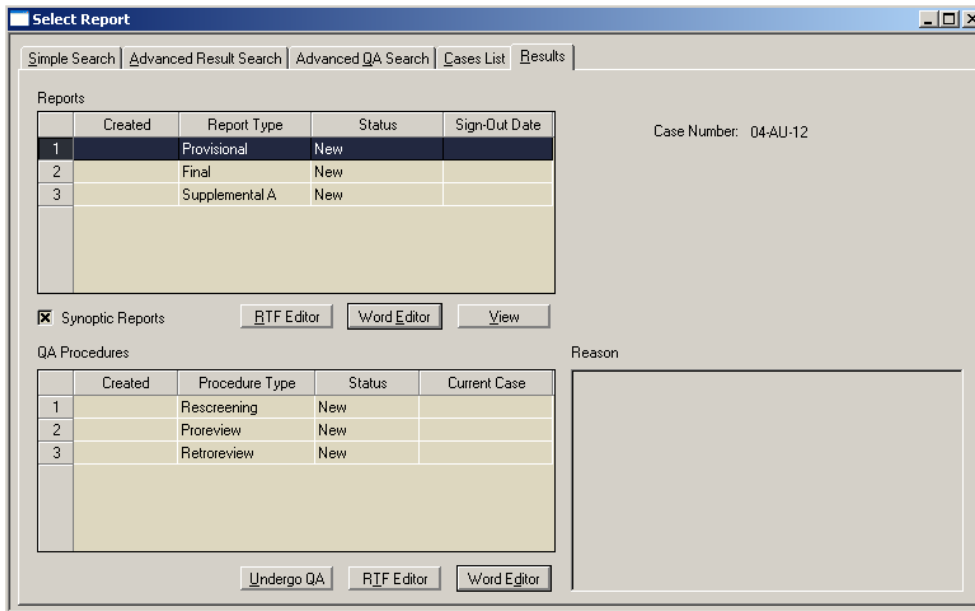 Select Report
Simple Search Advanced Result Search Advanced QA Search Cases List Results
Reports
Created Report Type Status Sign-Out Date
1 Provisional New
2 Final New
3 Supplemental A New
Case Number: 04-AU-12
Synoptic Reports RTF Editor Word Editor View
QA Procedures
Created Procedure Type Status Current Case
1 Rescreening New
2 Proreview New
3 Retroreview New
Reason
Undergo QA RTF Editor Word Editor